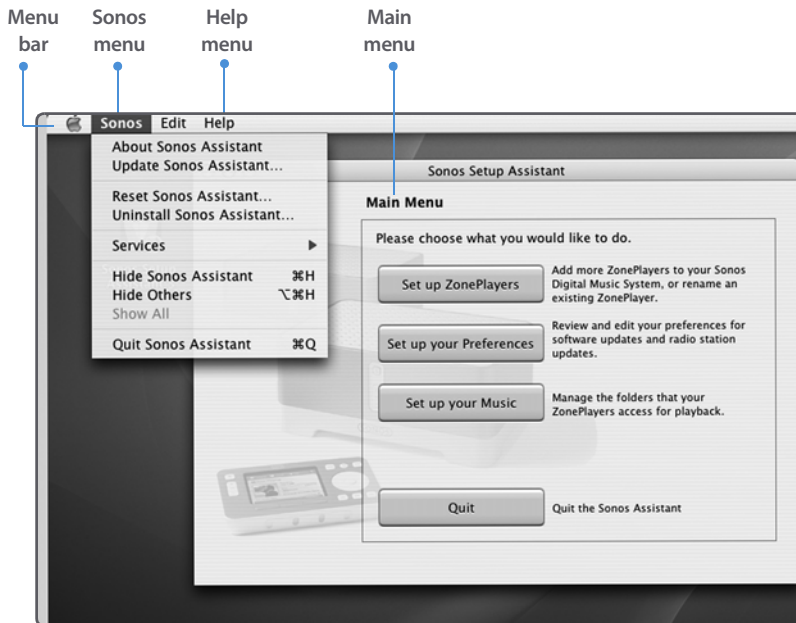 Menu bar
Sonos menu
Help menu
Main menu
Sonos Edit Help
About Sonos Assistant
Update Sonos Assistant...
Reset Sonos Assistant...
Uninstall Sonos Assistant...
Services ▶
Hide Sonos Assistant ⌘H
Hide Others ⌥⌘H
Show All
Quit Sonos Assistant ⌘Q
Sonos Setup Assistant
Main Menu
Please choose what you would like to do.
Set up ZonePlayers
Add more ZonePlayers to your Sonos
Digital Music System, or rename an
existing ZonePlayer.
Set up your Preferences
Review and edit your preferences for
software updates and radio station
updates.
Set up your Music
Manage the folders that your
ZonePlayers access for playback.
Quit
Quit the Sonos Assistant